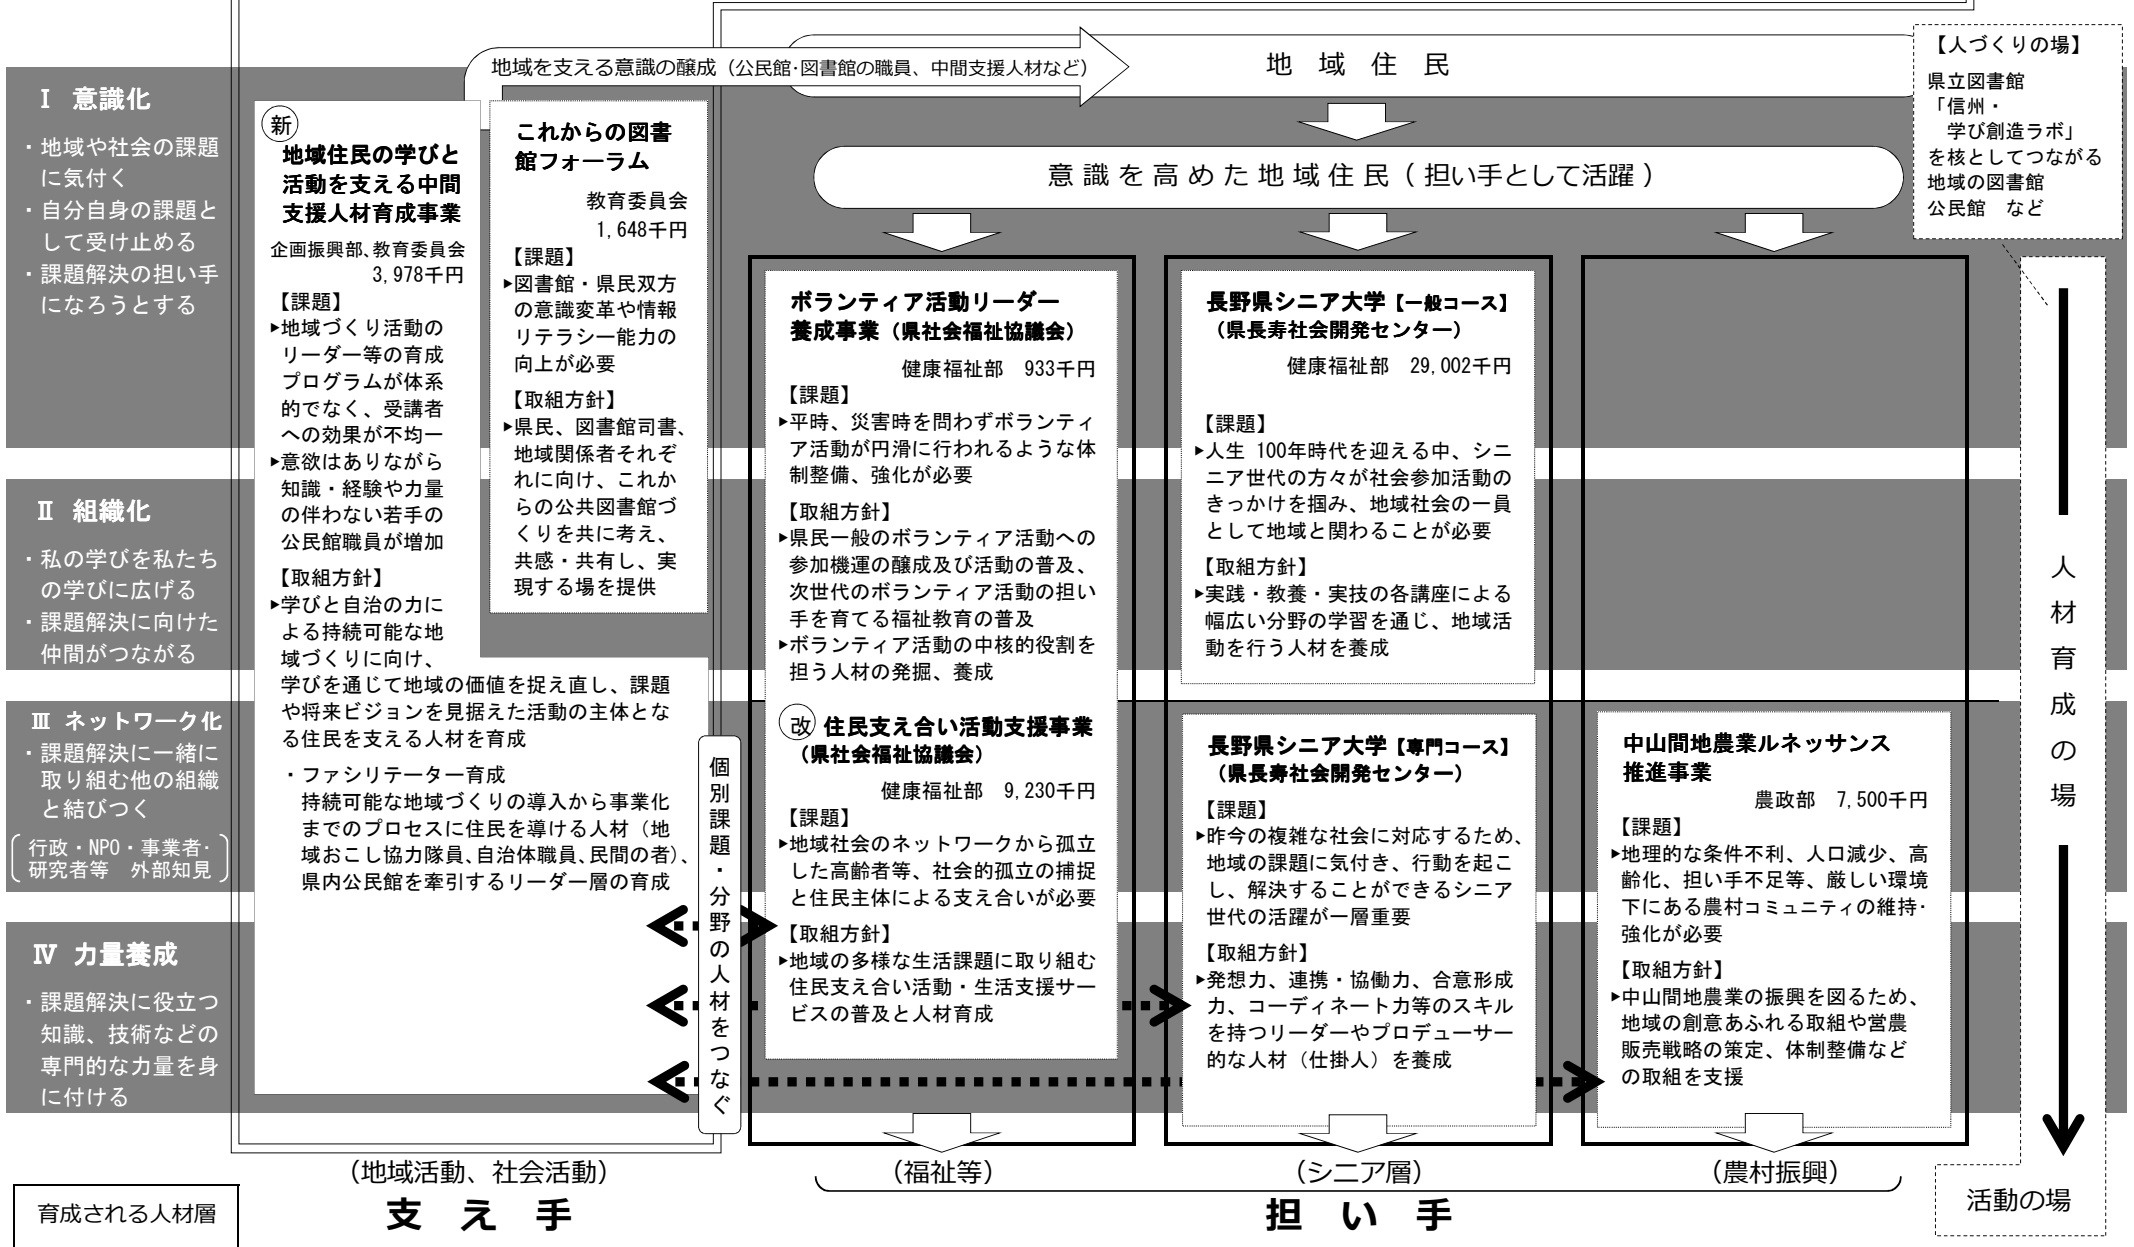 地域を支える意識の醸成（公民館・図書館の職員、中間支援人材など）
地域住民
意識を高めた地域住民（担い手として活躍）
【人づくりの場】
県立図書館
「信州・
学び創造ラボ」
を核としてつながる
地域の図書館
公民館　など
Ⅰ　意識化
・地域や社会の課題
に気付く
・自分自身の課題と
して受け止める
・課題解決の担い手
になろうとする
Ⅱ　組織化
・私の学びを私たち
の学びに広げる
・課題解決に向けた
仲間がつながる
Ⅲ　ネットワーク化
・課題解決に一緒に
取り組む他の組織
と結びつく
行政・NPO・事業者・
研究者等　外部知見
Ⅳ　力量養成
・課題解決に役立つ
知識、技術などの
専門的な力量を身
に付ける
新
地域住民の学びと
活動を支える中間
支援人材育成事業
企画振興部、教育委員会
3,978千円
【課題】
▶地域づくり活動の
リーダー等の育成
プログラムが体系
的でなく、受講者
への効果が不均一
▶意欲はありながら
知識・経験や力量
の伴わない若手の
公民館職員が増加
【取組方針】
▶学びと自治の力に
よる持続可能な地
域づくりに向け、
学びを通じて地域の価値を捉え直し、課題
や将来ビジョンを見据えた活動の主体とな
る住民を支える人材を育成
・ファシリテーター育成
持続可能な地域づくりの導入から事業化
までのプロセスに住民を導ける人材（地
域おこし協力隊員、自治体職員、民間の者）、
県内公民館を牽引するリーダー層の育成
これからの図書
館フォーラム
教育委員会
1,648千円
【課題】
▶図書館・県民双方
の意識変革や情報
リテラシー能力の
向上が必要
【取組方針】
▶県民、図書館司書、
地域関係者それぞ
れに向け、これか
らの公共図書館づ
くりを共に考え、
共感・共有し、実
現する場を提供
個別課題・分野の人材をつなぐ
ボランティア活動リーダー
養成事業（県社会福祉協議会）
健康福祉部　933千円
【課題】
▶平時、災害時を問わずボランティ
ア活動が円滑に行われるような体
制整備、強化が必要
【取組方針】
▶県民一般のボランティア活動への
参加機運の醸成及び活動の普及、
次世代のボランティア活動の担い
手を育てる福祉教育の普及
▶ボランティア活動の中核的役割を
担う人材の発掘、養成
改 住民支え合い活動支援事業
（県社会福祉協議会）
健康福祉部　9,230千円
【課題】
▶地域社会のネットワークから孤立
した高齢者等、社会的孤立の捕捉
と住民主体による支え合いが必要
【取組方針】
▶地域の多様な生活課題に取り組む
住民支え合い活動・生活支援サー
ビスの普及と人材育成
長野県シニア大学【一般コース】
（県長寿社会開発センター）
健康福祉部　29,002千円
【課題】
▶人生 100年時代を迎える中、シニ
ニア世代の方々が社会参加活動の
きっかけを掴み、地域社会の一員
として地域と関わることが必要
【取組方針】
▶実践・教養・実技の各講座による
幅広い分野の学習を通じ、地域活
動を行う人材を養成
長野県シニア大学【専門コース】
（県長寿社会開発センター）
【課題】
▶昨今の複雑な社会に対応するため、
地域の課題に気付き、行動を起こ
し、解決することができるシニア
世代の活躍が一層重要
【取組方針】
▶発想力、連携・協働力、合意形成
力、コーディネート力等のスキル
を持つリーダーやプロデューサー
的な人材（仕掛人）を養成
中山間地農業ルネッサンス
推進事業
農政部　7,500千円
【課題】
▶地理的な条件不利、人口減少、高
齢化、担い手不足等、厳しい環境
下にある農村コミュニティの維持・
強化が必要
【取組方針】
▶中山間地農業の振興を図るため、
地域の創意あふれる取組や営農
販売戦略の策定、体制整備など
の取組を支援
人材育成の場
活動の場
育成される人材層
（地域活動、社会活動）
支え手
（福祉等）
（シニア層）
（農村振興）
担い手